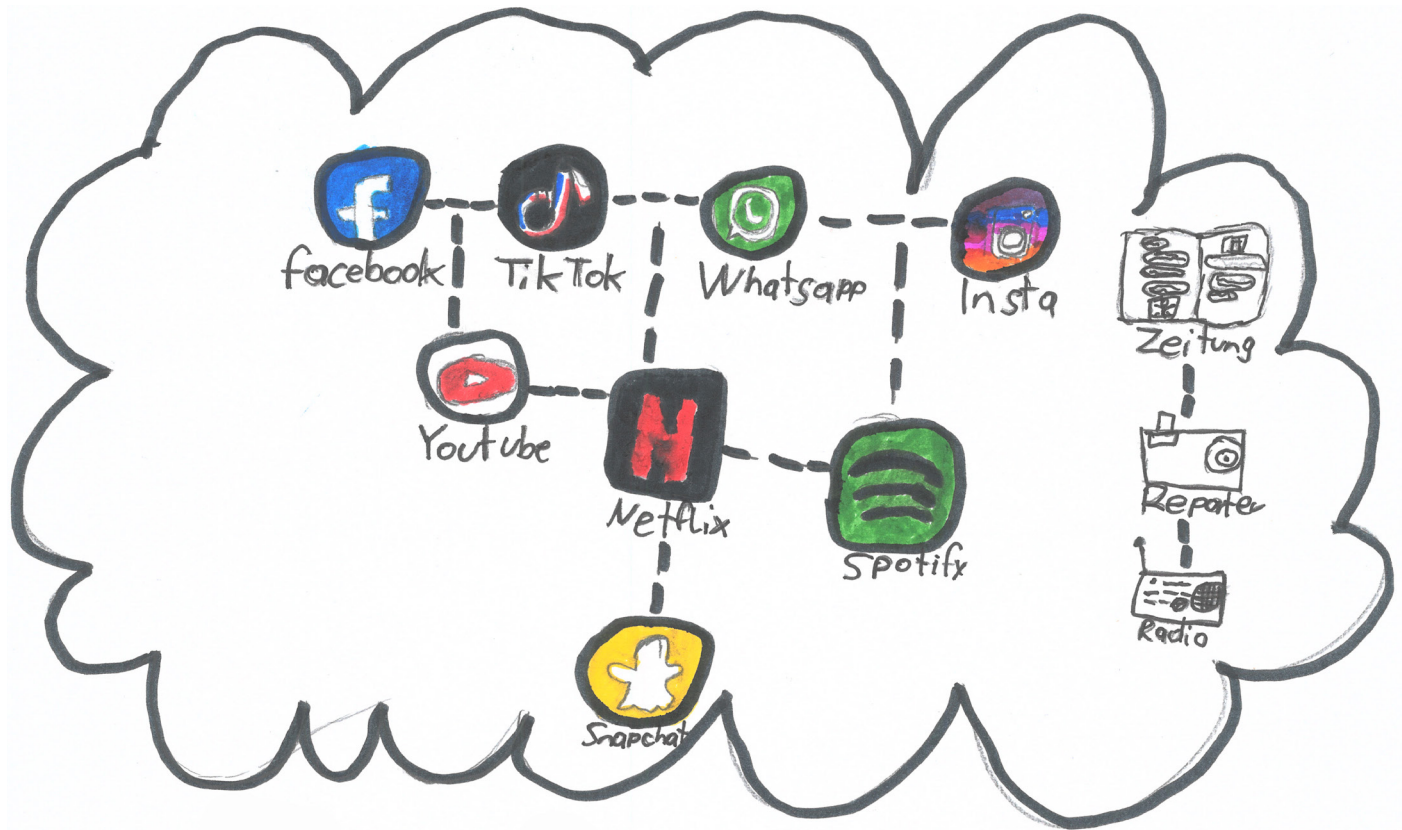 facebook
TikTok
Whatsapp
Insta
Zeitung
Youtube
Netflix
Repoter
Spotify
Radio
Snapchat